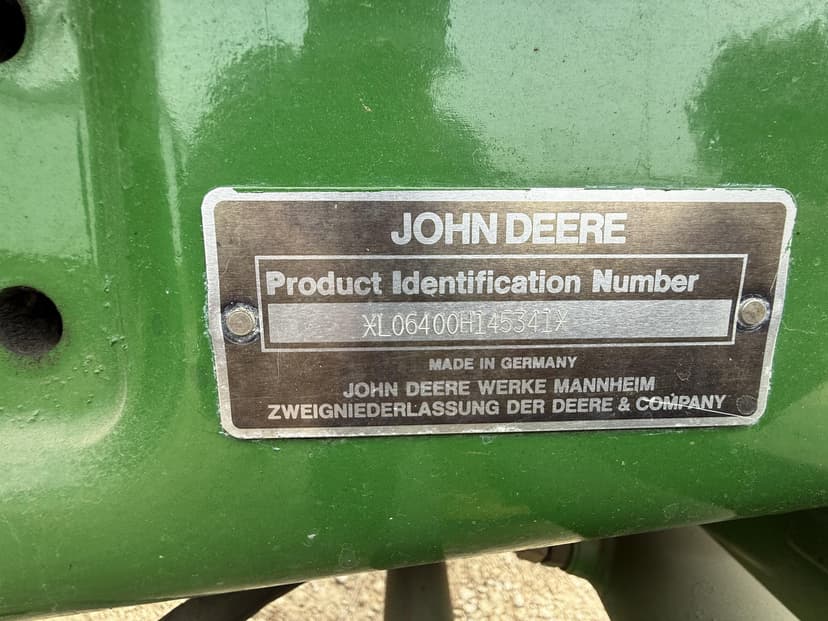 JOHN DEERE
Product Identification Number
XL06400H145341X
MADE IN GERMANY
JOHN DEERE WERKE MANNHEIM
ZWEIGNIEDERLASSUNG DER DEERE & COMPANY